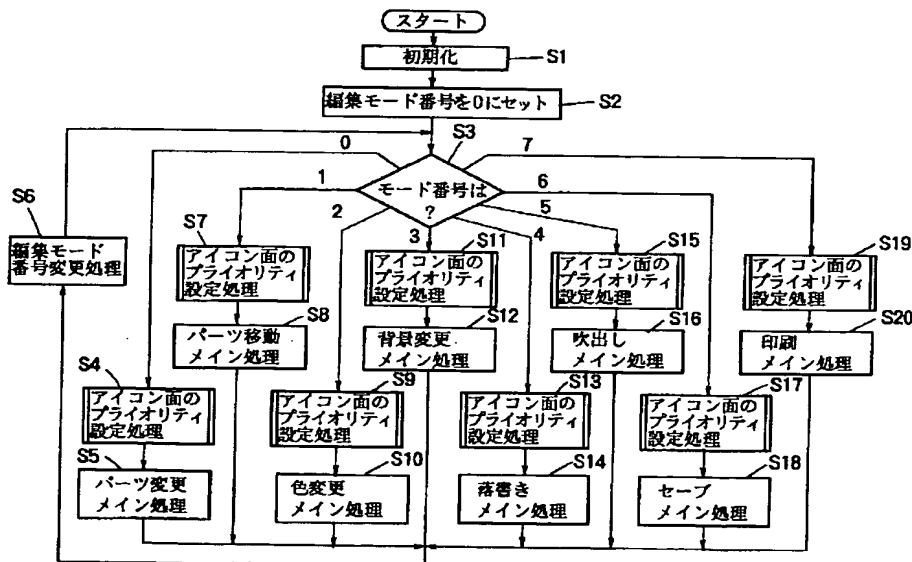 スタート
初期化
S1
編集モード番号を0にセット
S2
S3
モード番号は
?
0
1
2
3
4
5
6
7
S6
編集モード
番号変更処理
S7
アイコン面の
プライオリティ
設定処理
S8
パーツ移動
メイン処理
S11
アイコン面の
プライオリティ
設定処理
S12
背景変更
メイン処理
S15
アイコン面の
プライオリティ
設定処理
S16
吹出し
メイン処理
S19
アイコン面の
プライオリティ
設定処理
S20
印刷
メイン処理
S4
アイコン面の
プライオリティ
設定処理
S5
パーツ変更
メイン処理
S9
アイコン面の
プライオリティ
設定処理
S10
色変更
メイン処理
S13
アイコン面の
プライオリティ
設定処理
S14
落書き
メイン処理
S17
アイコン面の
プライオリティ
設定処理
S18
セーブ
メイン処理